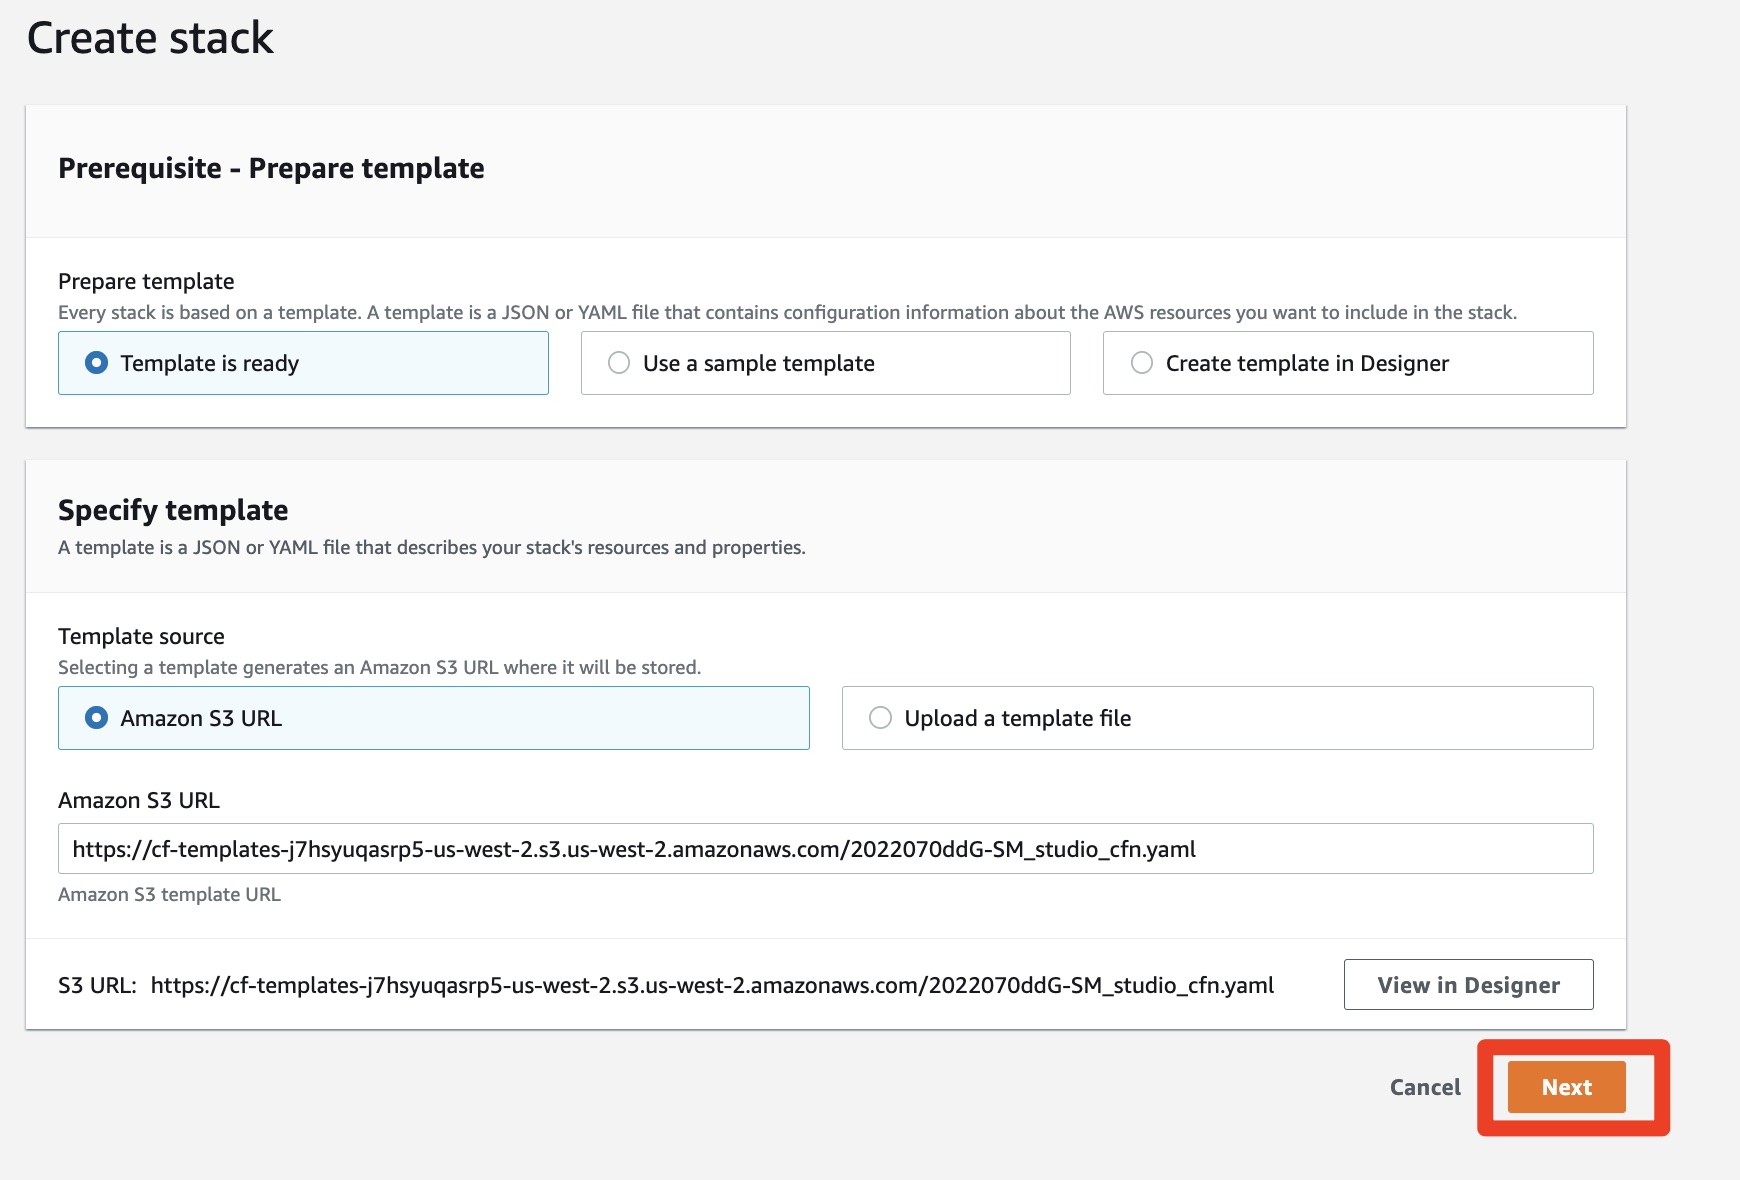 Create stack
Prerequisite - Prepare template
Prepare template
Every stack is based on a template. A template is a JSON or YAML file that contains configuration information about the AWS resources you want to include in the stack.
Template is ready
Use a sample template
Create template in Designer
Specify template
A template is a JSON or YAML file that describes your stack's resources and properties.
Template source
Selecting a template generates an Amazon S3 URL where it will be stored.
Amazon S3 URL
Upload a template file
Amazon S3 URL
https://cf-templates-j7hsyuqasrp5-us-west-2.s3.us-west-2.amazonaws.com/2022070ddG-SM_studio_cfn.yaml
Amazon S3 template URL
S3 URL: https://cf-templates-j7hsyuqasrp5-us-west-2.s3.us-west-2.amazonaws.com/2022070ddG-SM_studio_cfn.yaml
View in Designer
Cancel
Next